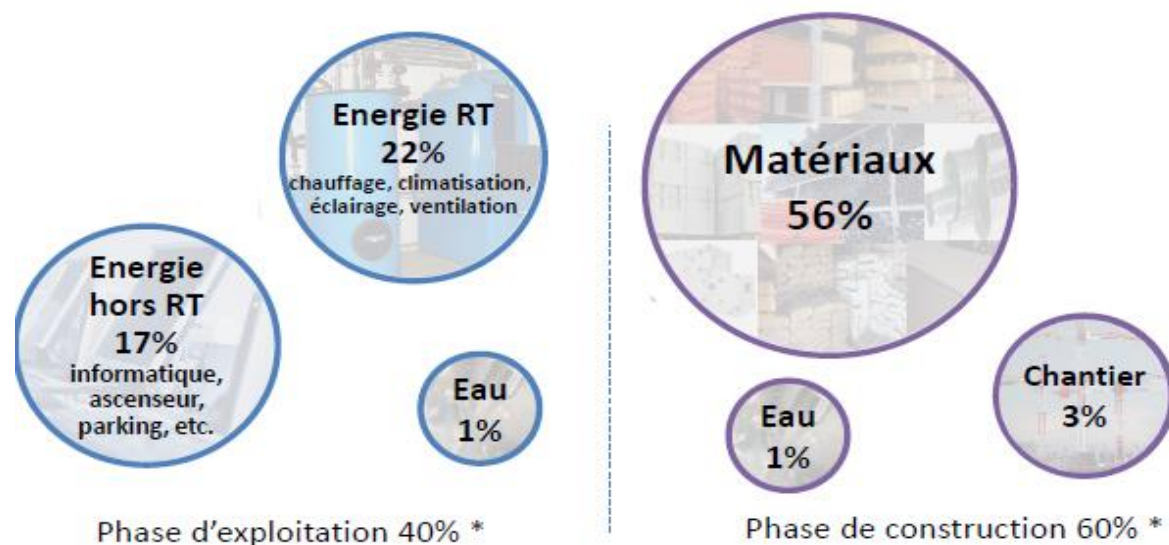 Energie RT
22%
chauffage, climatisation,
éclairage, ventilation
Energie
hors RT
17%
informatique,
ascenseur,
parking, etc.
Eau
1%
Phase d'exploitation 40% *
Matériaux
56%
Chantier
3%
Eau
1%
Phase de construction 60% *